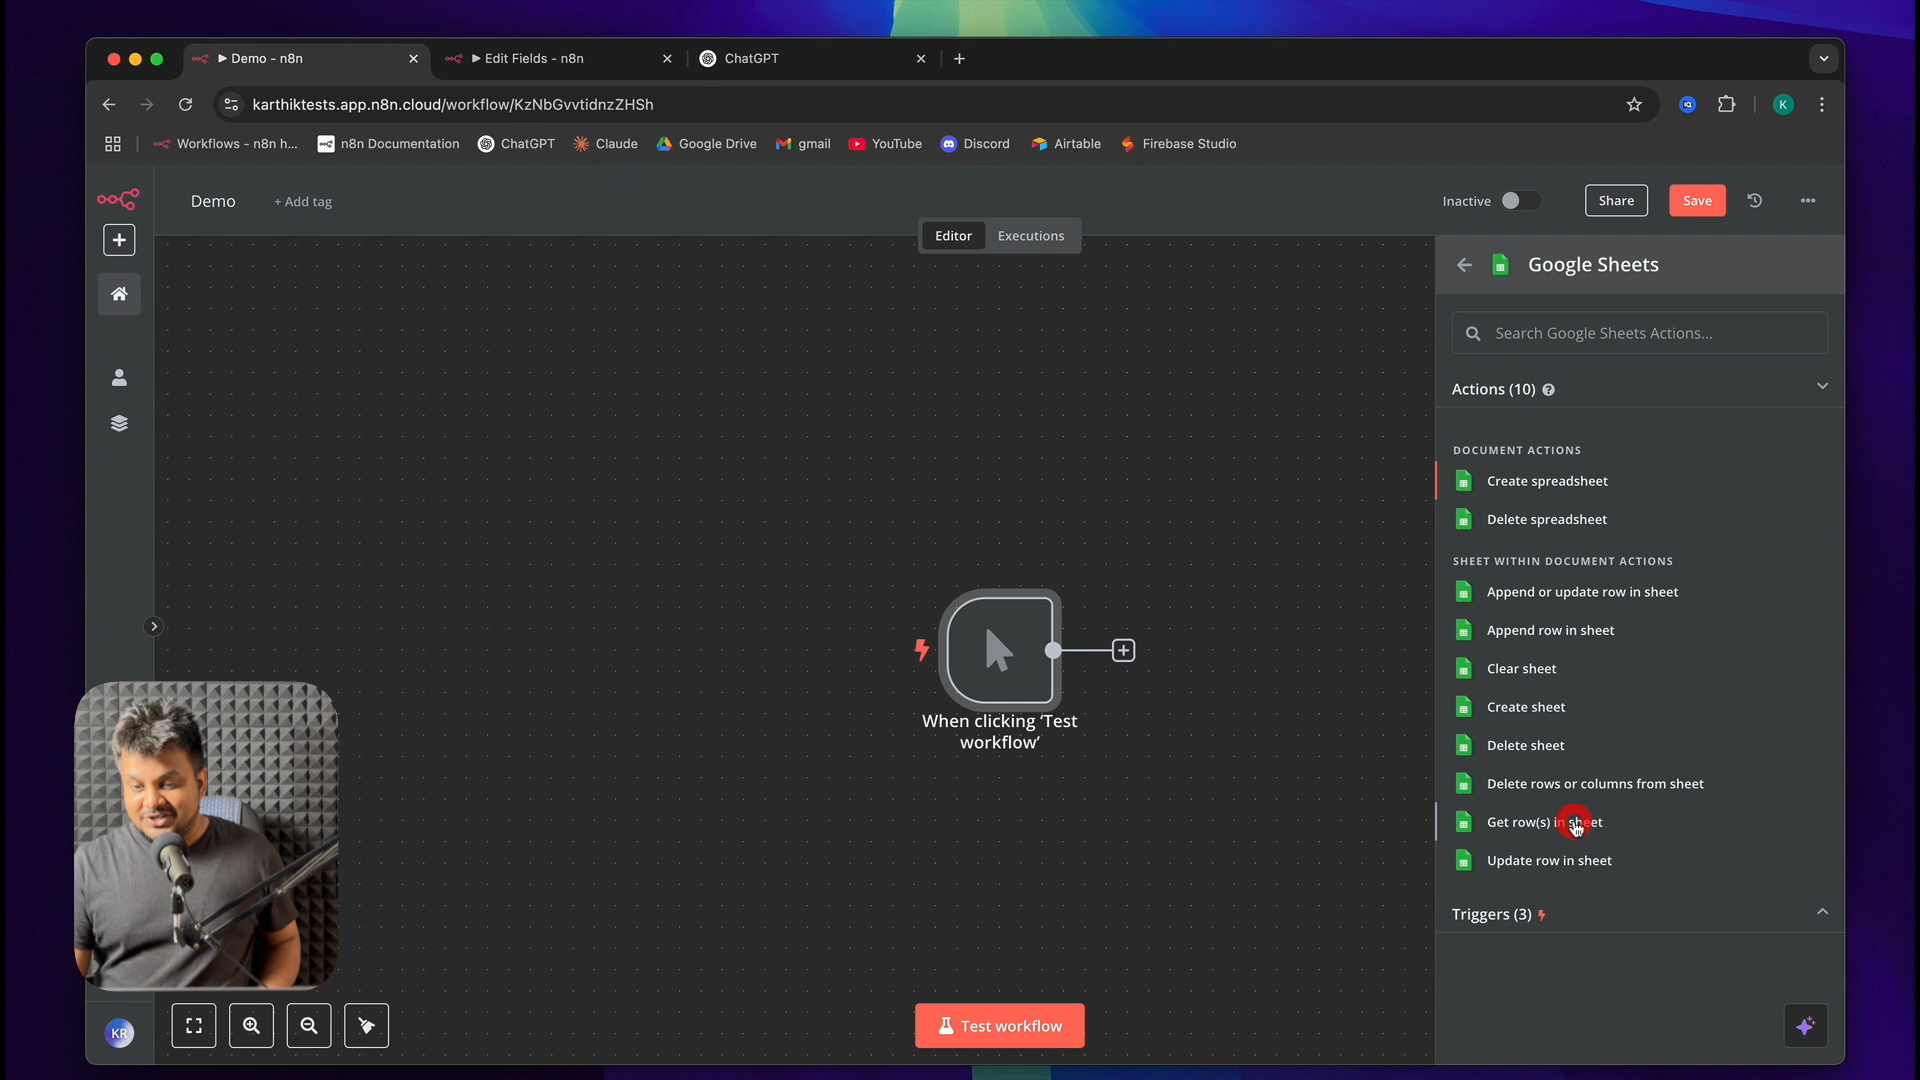 Demo - n8n
Edit Fields - n8n
ChatGPT
karthiktests.app.n8n.cloud/workflow/KzNbGvvtidnzZHSh
K
Workflows - n8n h...
n8n Documentation
ChatGPT
Claude
Google Drive
gmail
YouTube
Discord
Airtable
Firebase Studio
Demo
+ Add tag
Inactive
Share
Save
Editor
Executions
Google Sheets
Search Google Sheets Actions...
Actions (10)
DOCUMENT ACTIONS
Create spreadsheet
Delete spreadsheet
SHEET WITHIN DOCUMENT ACTIONS
Append or update row in sheet
Append row in sheet
Clear sheet
Create sheet
Delete sheet
Delete rows or columns from sheet
Get row(s) in sheet
Update row in sheet
Triggers (3)
When clicking ‘Test
workflow’
KR
Test workflow